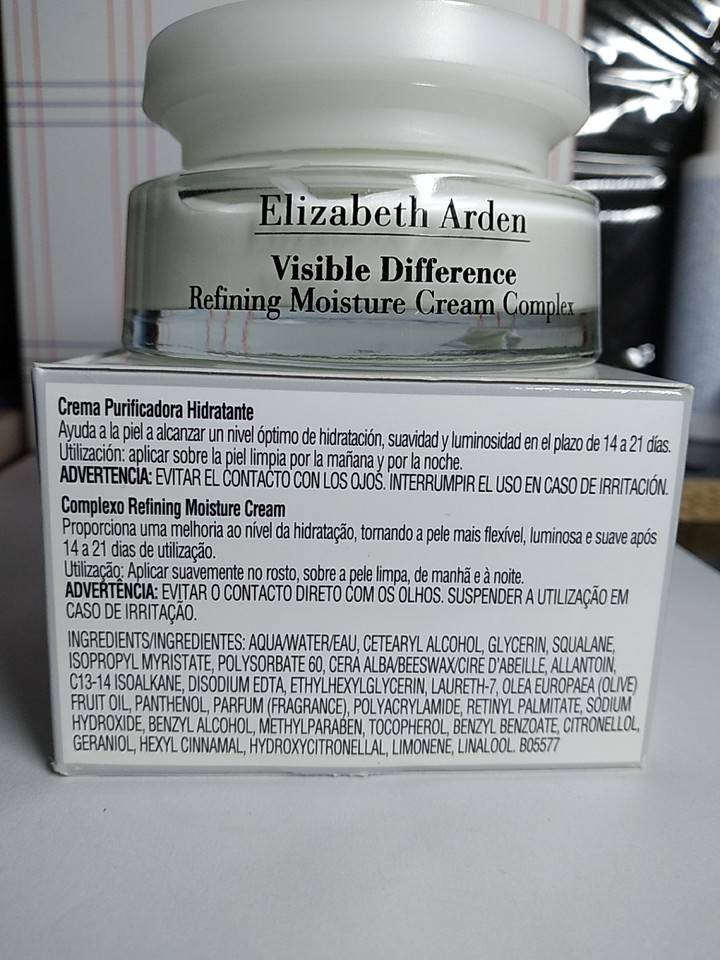 Elizabeth Arden
Visible Difference
Refining Moisture Cream Complex
Crema Purificadora Hidratante
Ayuda a la piel a alcanzar un nivel óptimo de hidratación, suavidad y luminosidad en el plazo de 14 a 21 días.
Utilización: aplicar sobre la piel limpia por la mañana y por la noche.
ADVERTENCIA: EVITAR EL CONTACTO CON LOS OJOS. INTERRUMPIR EL USO EN CASO DE IRRITACIÓN.
Complexo Refining Moisture Cream
Proporciona uma melhoria ao nível da hidratação, tornando a pele mais flexível, luminosa e suave após
14 a 21 dias de utilização.
Utilização: Aplicar suavemente no rosto, sobre a pele limpa, de manhã e à noite.
ADVERTÊNCIA: EVITAR O CONTACTO DIRETO COM OS OLHOS. SUSPENDER A UTILIZAÇÃO EM
CASO DE IRRITAÇÃO.
INGREDIENTS/INGREDIENTES: AQUA/WATER/EAU, CETEARYL ALCOHOL, GLYCERIN, SQUALANE,
ISOPROPYL MYRISTATE, POLYSORBATE 60, CERA ALBA/BEESWAX/CIRE D'ABEILLE, ALLANTOIN,
C13-14 ISOALKANE, DISODIUM EDTA, ETHYLHEXYLGLYCERIN, LAURETH-7, OLEA EUROPAEA (OLIVE)
FRUIT OIL, PANTHENOL, PARFUM (FRAGRANCE), POLYACRYLAMIDE, RETINYL PALMITATE, SODIUM
HYDROXIDE, BENZYL ALCOHOL, METHYLPARABEN, TOCOPHEROL, BENZYL BENZOATE, CITRONELLOL,
GERANIOL, HEXYL CINNAMAL, HYDROXYCITRONELLAL, LIMONENE, LINALOOL. B05577